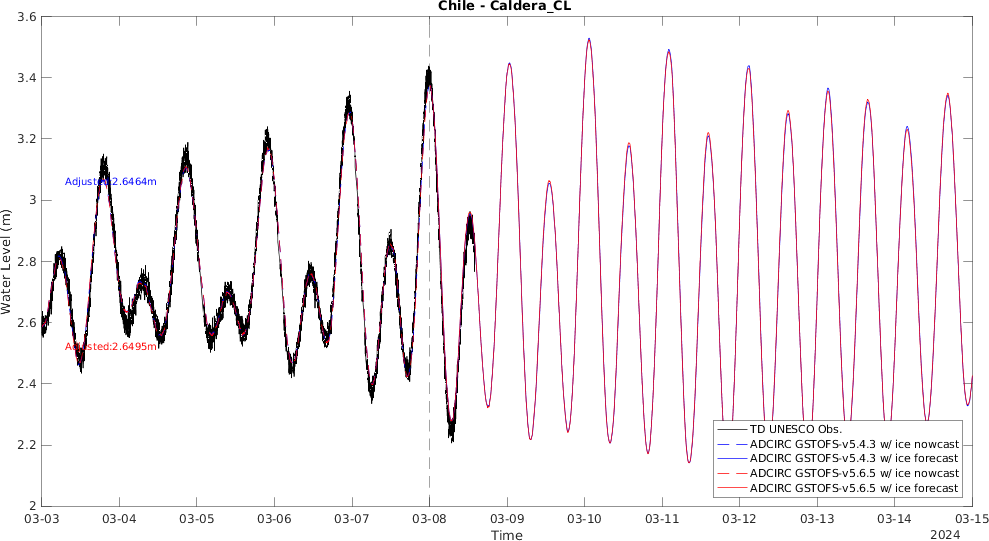 Chile - Caldera_CL
3.6
3.4
3.2
3
2.8
2.6
2.4
2.2
2
Water Level (m)
Adjusted:2.6464m
Adjusted:2.6495m
TD UNESCO Obs.
ADCIRC GSTOFS-v5.4.3 w/ ice nowcast
ADCIRC GSTOFS-v5.4.3 w/ ice forecast
ADCIRC GSTOFS-v5.6.5 w/ ice nowcast
ADCIRC GSTOFS-v5.6.5 w/ ice forecast
03-03 03-04 03-05 03-06 03-07 03-08 03-09 03-10 03-11 03-12 03-13 03-14 03-15
Time
2024